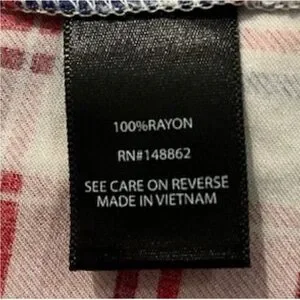 100%RAYON
RN#148862
SEE CARE ON REVERSE
MADE IN VIETNAM